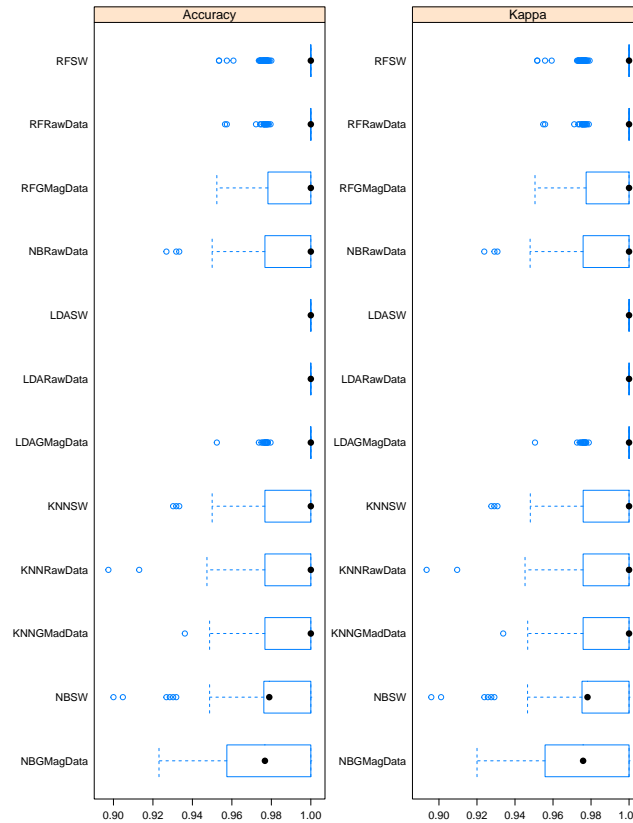 Accuracy
RFSW
RFRawData
RFGMagData
NBRawData
LDASW
LDARawData
LDAGMagData
KNNSW
KNNRawData
KNNGMadData
NBSW
NBGMagData
0.90 0.92 0.94 0.96 0.98 1.00
Kappa
RFSW
RFRawData
RFGMagData
NBRawData
LDASW
LDARawData
LDAGMagData
KNNSW
KNNRawData
KNNGMadData
NBSW
NBGMagData
0.90 0.92 0.94 0.96 0.98 1.00